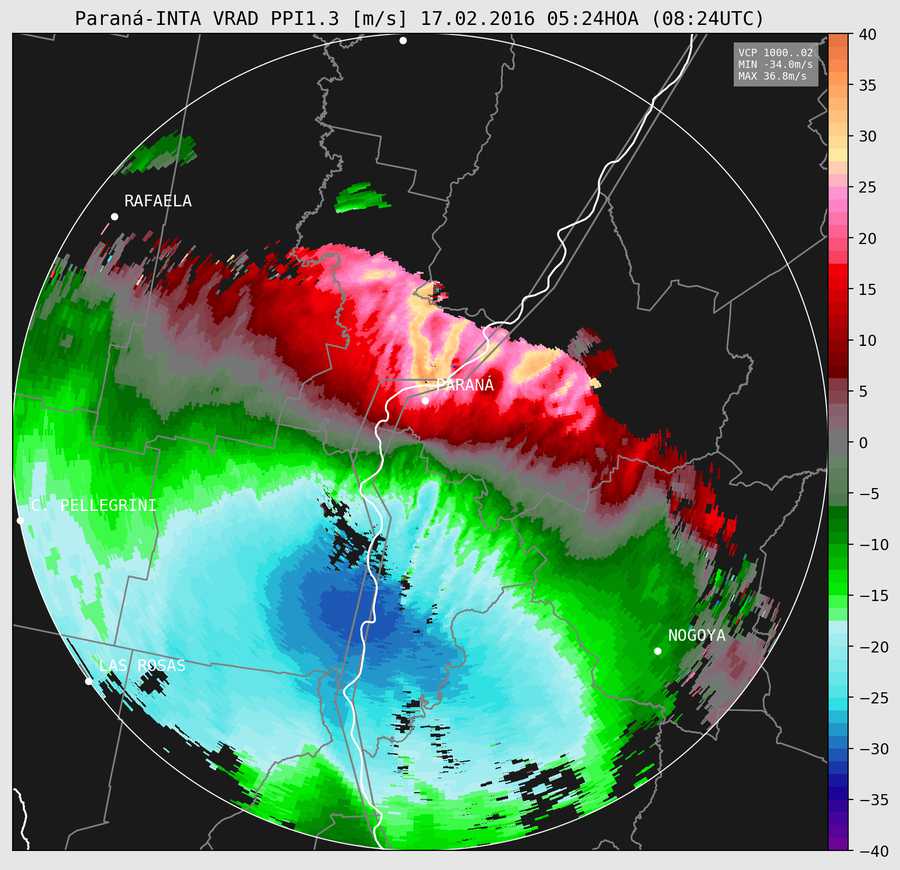 Paraná-INTA VRAD PPI1.3 [m/s] 17.02.2016 05:24HOA (08:24UTC)
VCP 1000..02
MIN -34.0m/s
MAX 36.8m/s
40
35
30
25
20
15
10
5
0
−5
−10
−15
−20
−25
−30
−35
−40
RAFAELA
PARANÁ
C. PELLEGRINI
NOGOYA
LAS ROSAS